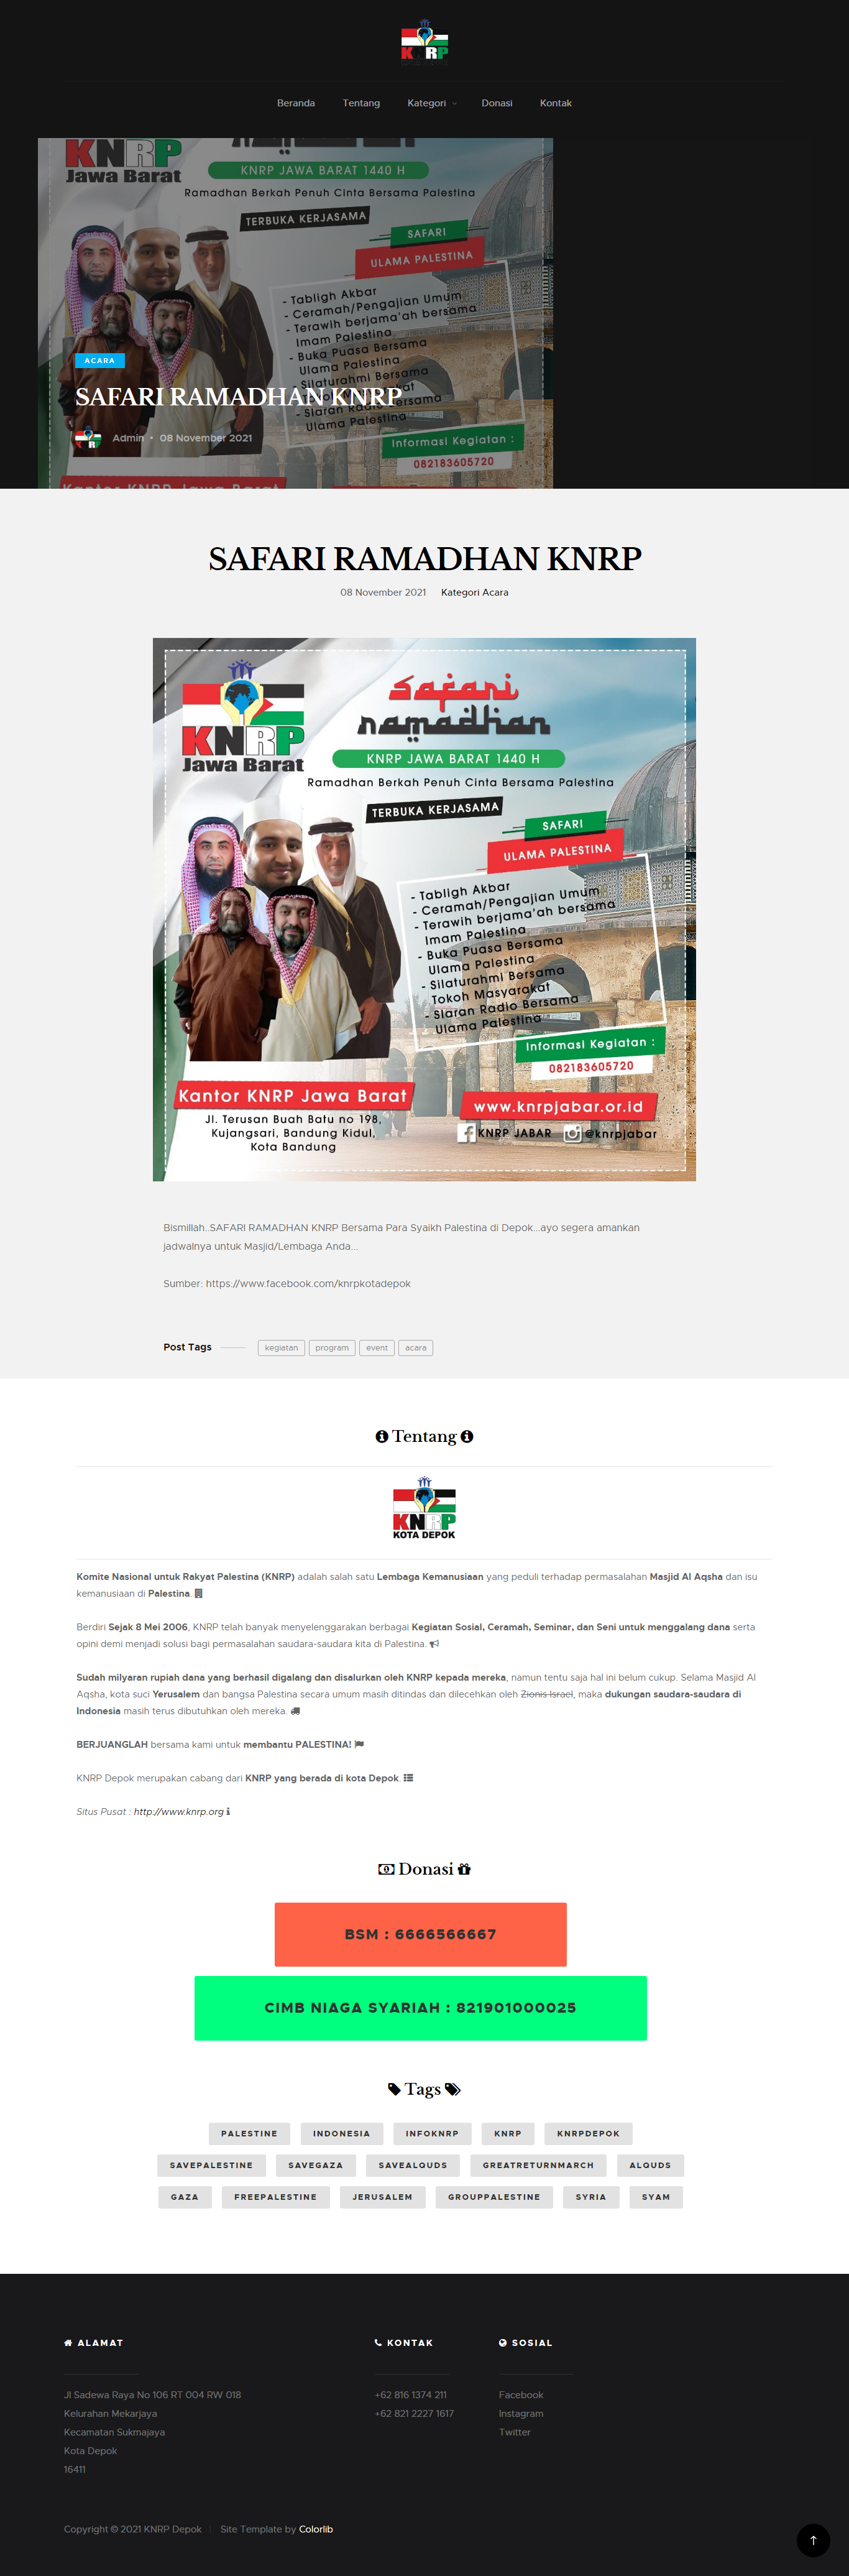 KNRP
Beranda
Tentang
Kategori
Donasi
Kontak
KNRP
Jawa Barat
KNRP JAWA BARAT 1440 H
Ramadhan Berkah Penuh Cinta Bersama Palestina
TERBUKA KERJASAMA
SAFARI
ULAMA PALESTINA
- Tabligh Akbar
- Ceramah/Pengajian Umum
- Terawih berjama'ah bersama
Imam Palestina
- Buka Puasa Bersama
Ulama Palestina
- Silaturahmi Bersama
- Siaran Radio Bersama
Ulama Palestina
Informasi Kegiatan :
082183605720
Kantor KNRP Jawa Barat
ACARA
SAFARI RAMADHAN KNRP
Admin • 08 November 2021
SAFARI RAMADHAN KNRP
08 November 2021 Kategori Acara
KNRP
Jawa Barat
Safari
ramadhan
KNRP JAWA BARAT 1440 H
Ramadhan Berkah Penuh Cinta Bersama Palestina
TERBUKA KERJASAMA
SAFARI
ULAMA PALESTINA
- Tabligh Akbar
- Ceramah/Pengajian Umum
- Terawih berjama'ah bersama
Imam Palestina
- Buka Puasa Bersama
Ulama Palestina
- Silaturahmi Bersama
Tokoh Masyarakat
- Siaran Radio Bersama
Ulama Palestina
Informasi Kegiatan :
082183605720
Kantor KNRP Jawa Barat
Jl. Terusan Buah Batu no 198,
Kujangsari, Bandung Kidul,
Kota Bandung
www.knrpjabar.or.id
KNRP JABAR @knrpjabar
Bismillah..SAFARI RAMADHAN KNRP Bersama Para Syaikh Palestina di Depok...ayo segera amankan
jadwalnya untuk Masjid/Lembaga Anda...
Sumber: https://www.facebook.com/knrpkotadepok
Post Tags
kegiatan
program
event
acara
Tentang
KNRP
KOTA DEPOK
Komite Nasional untuk Rakyat Palestina (KNRP) adalah salah satu Lembaga Kemanusiaan yang peduli terhadap permasalahan Masjid Al Aqsha dan isu
kemanusiaan di Palestina.
Berdiri Sejak 8 Mei 2006, KNRP telah banyak menyelenggarakan berbagai Kegiatan Sosial, Ceramah, Seminar, dan Seni untuk menggalang dana serta
opini demi menjadi solusi bagi permasalahan saudara-saudara kita di Palestina.
Sudah milyaran rupiah dana yang berhasil digalang dan disalurkan oleh KNRP kepada mereka, namun tentu saja hal ini belum cukup. Selama Masjid Al
Aqsha, kota suci Yerusalem dan bangsa Palestina secara umum masih ditindas dan dilecehkan oleh Zionis Israel, maka dukungan saudara-saudara di
Indonesia masih terus dibutuhkan oleh mereka.
BERJUANGLAH bersama kami untuk membantu PALESTINA!
KNRP Depok merupakan cabang dari KNRP yang berada di kota Depok.
Situs Pusat : http://www.knrp.org
Donasi
BSM : 6666566667
CIMB NIAGA SYARIAH : 821901000025
Tags
PALESTINE INDONESIA INFOKNRP KNRP KNRPDEPOK
SAVEPALESTINE SAVEGAZA SAVEALQUDS GREATRETURNMARCH ALQUDS
GAZA FREEPALESTINE JERUSALEM GROUPPALESTINE SYRIA SYAM
ALAMAT
Jl Sadewa Raya No 106 RT 004 RW 018
Kelurahan Mekarjaya
Kecamatan Sukmajaya
Kota Depok
16411
KONTAK
+62 816 1374 211
+62 821 2227 1617
SOSIAL
Facebook
Instagram
Twitter
Copyright © 2021 KNRP Depok
Site Template by Colorlib